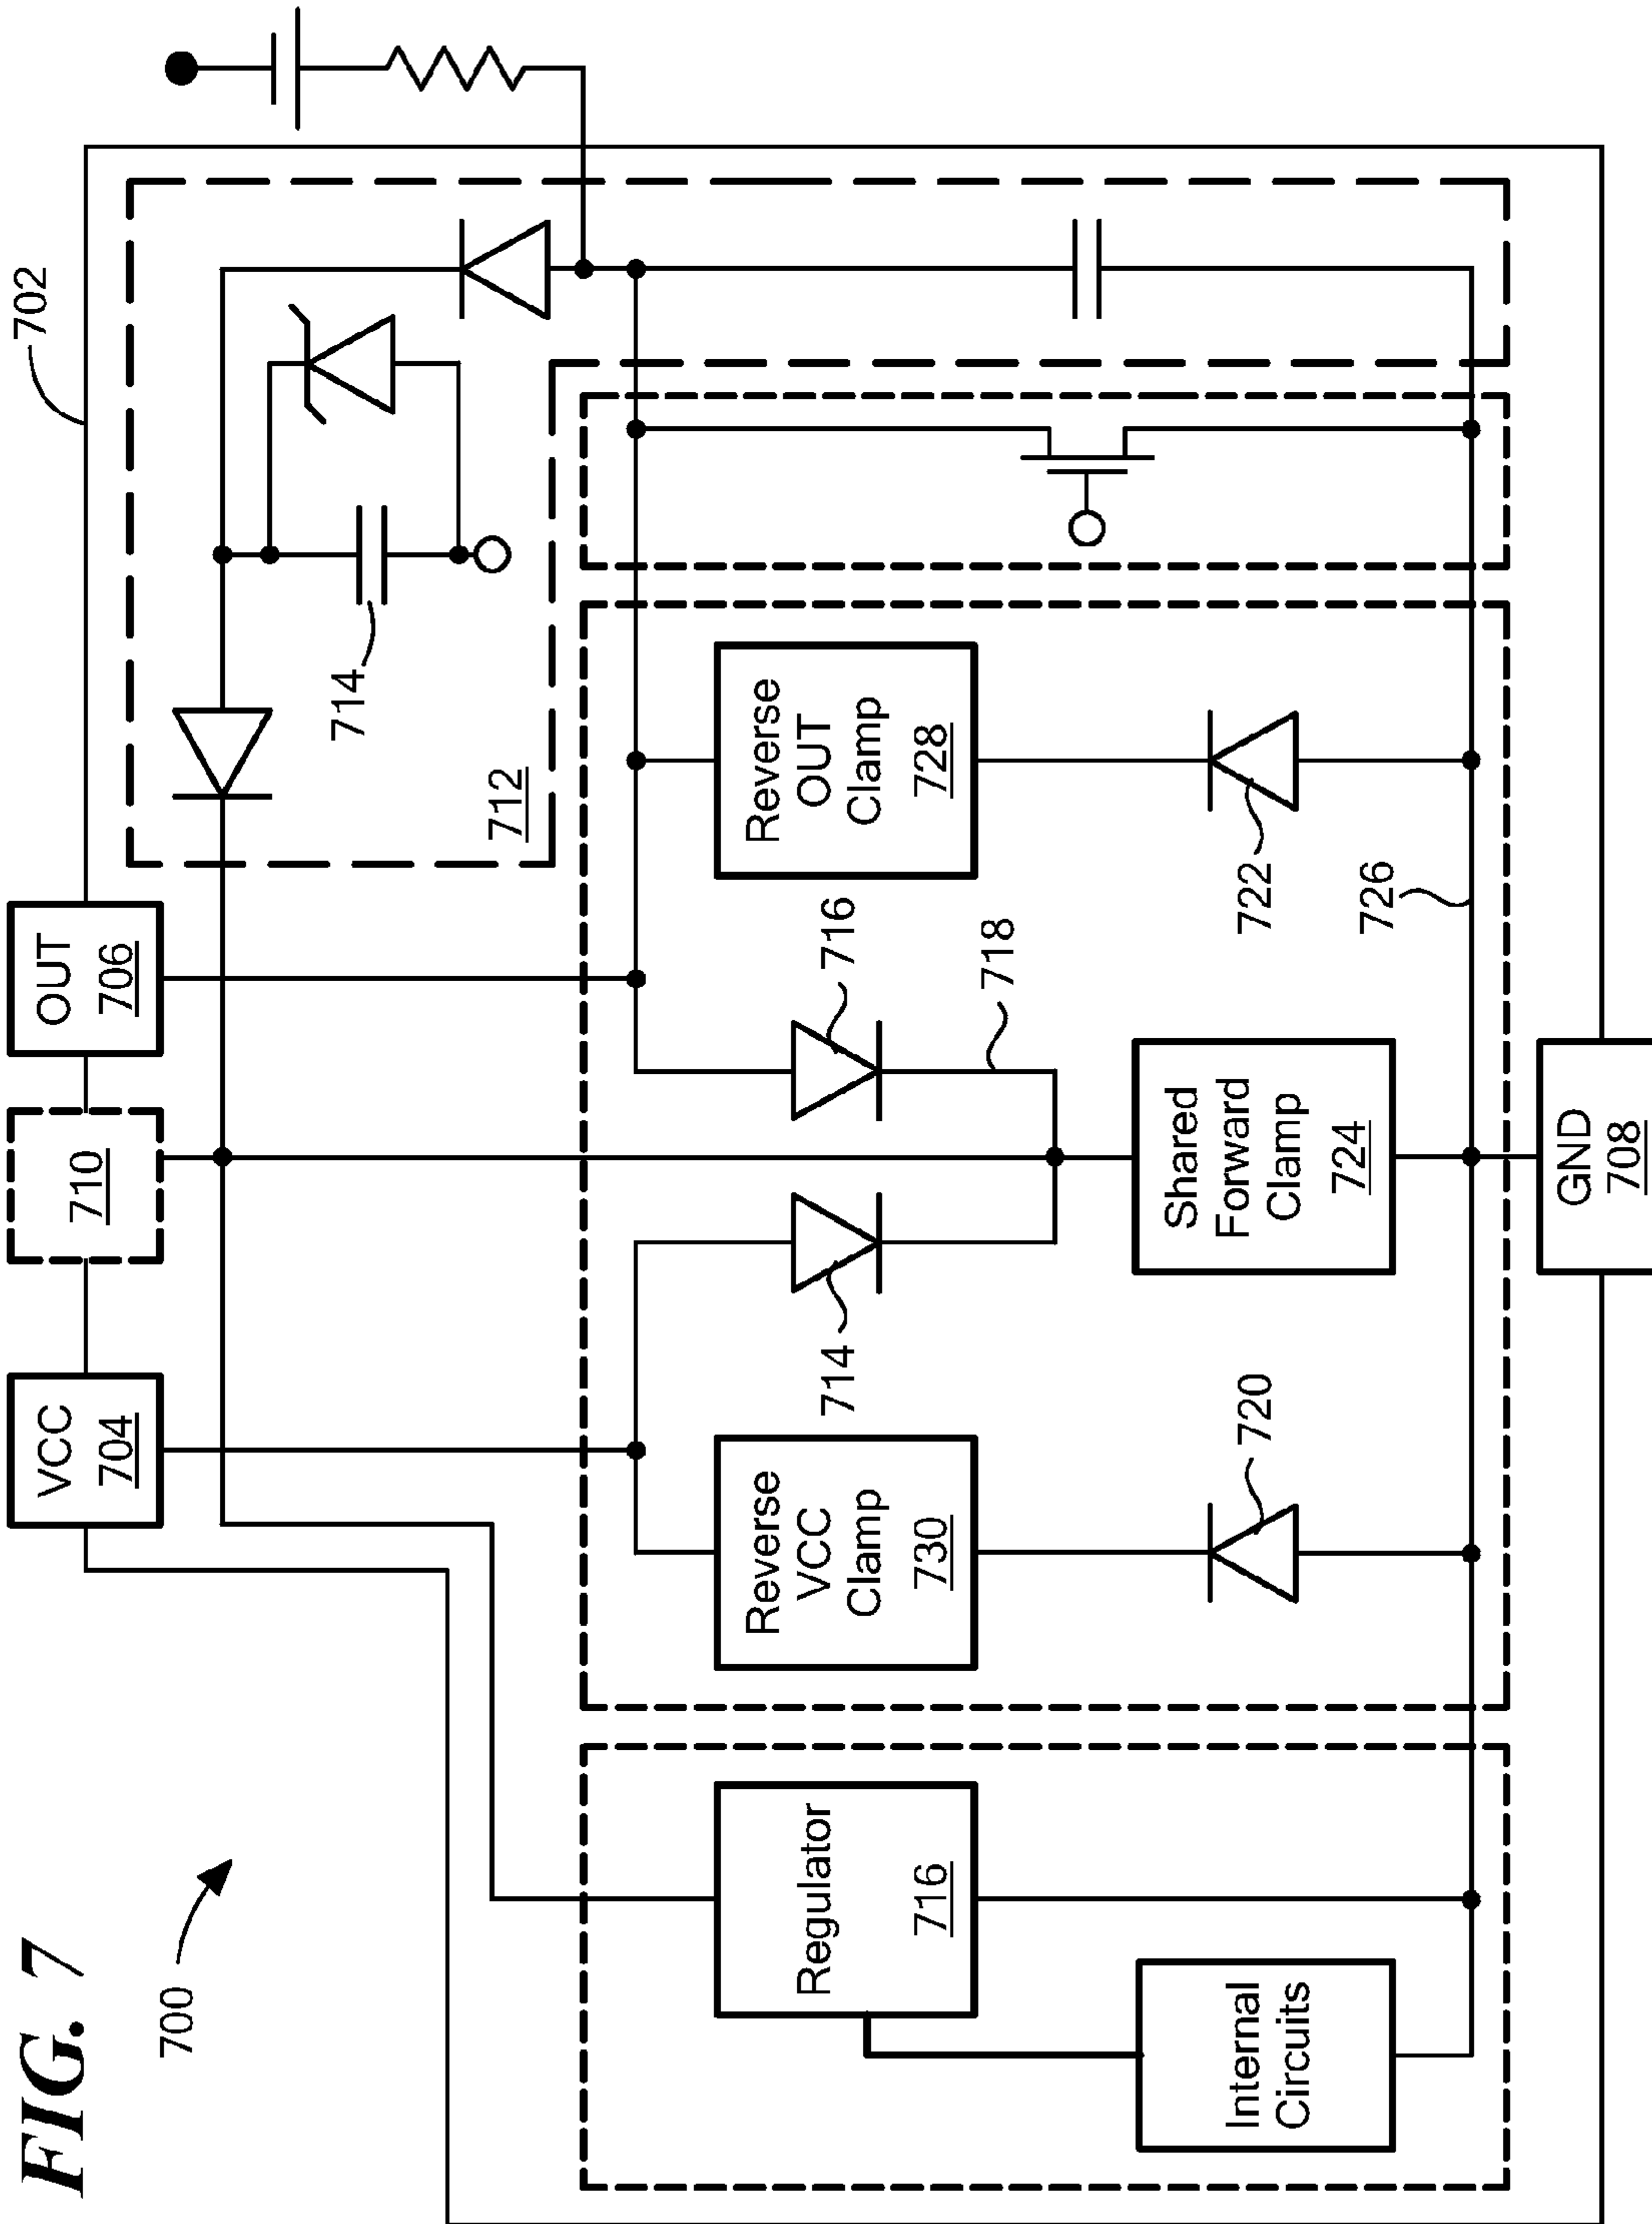 FIG. 7
700
VCC
704
710
OUT
706
702
712
714
Regulator
716
Internal
Circuits
Reverse
VCC
Clamp
730
714
716
718
Reverse
OUT
Clamp
728
720
Shared
Forward
Clamp
724
722
726
GND
708